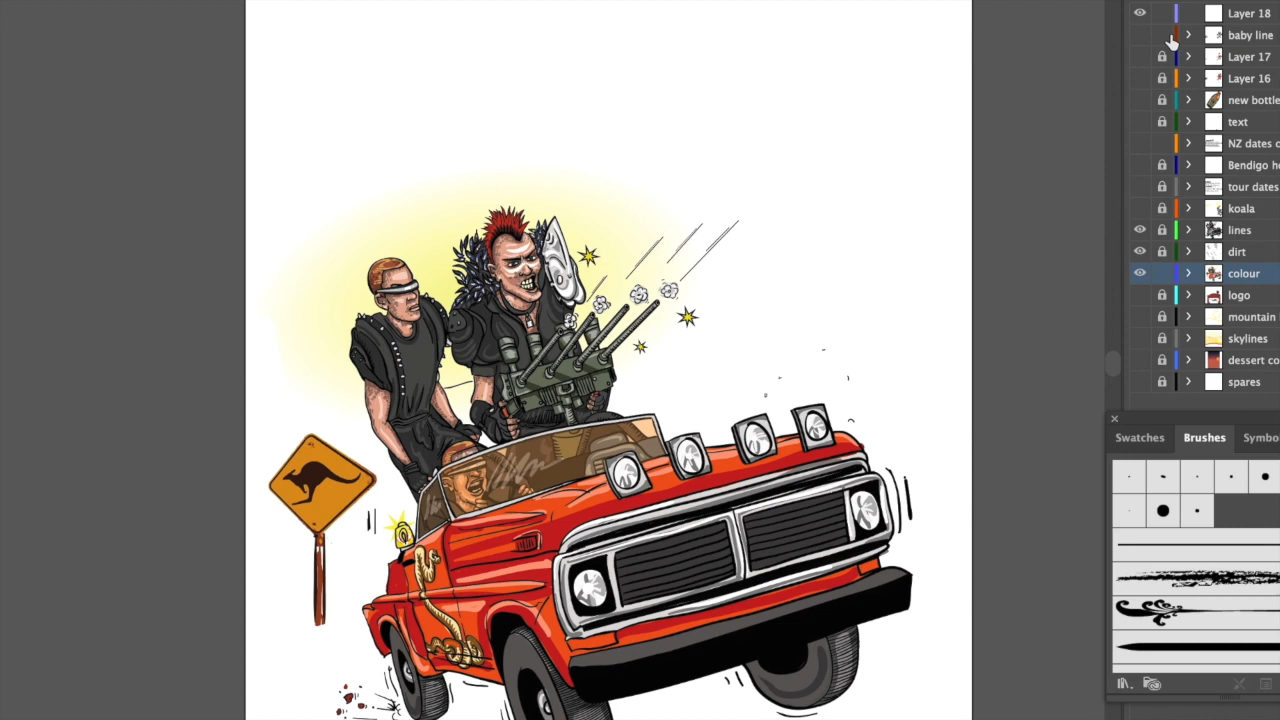 Layer 18
baby line
Layer 17
Layer 16
new bottle
text
NZ dates
Bendigo
tour dates
koala
lines
dirt
colour
logo
mountain
skylines
dessert
spares
Swatches
Brushes
Symbo